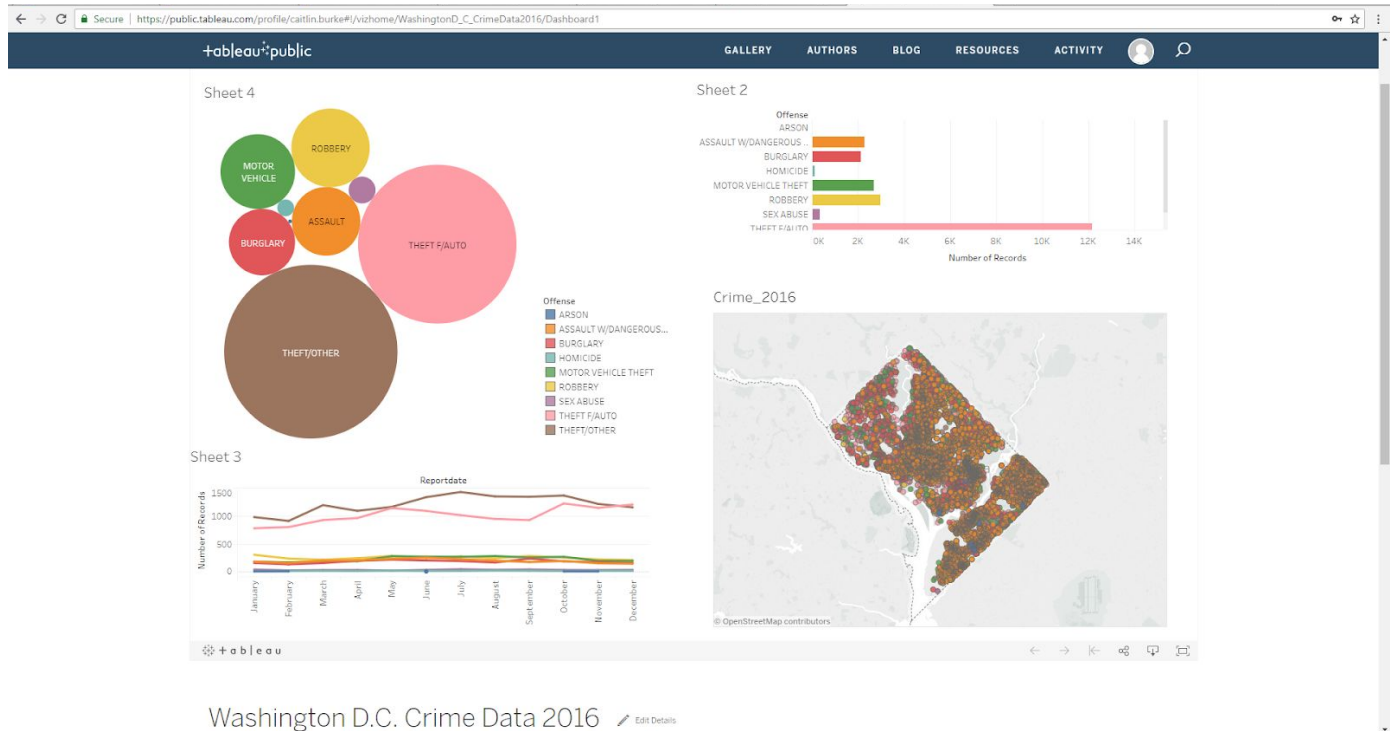 Secure | https://public.tableau.com/profile/caitlin.burke#!/vizhome/WashingtonD_C_CrimeData2016/Dashboard1
+ableau+public
GALLERY AUTHORS BLOG RESOURCES ACTIVITY
Sheet 4
ROBBERY
MOTOR
VEHICLE
ASSAULT
BURGLARY
THEFT F/AUTO
THEFT/OTHER
Offense
ARSON
ASSAULT W/DANGEROUS...
BURGLARY
HOMICIDE
MOTOR VEHICLE THEFT
ROBBERY
SEX ABUSE
THEFT F/AUTO
THEFT/OTHER
Sheet 2
Offense
ARSON
ASSAULT W/DANGEROUS ..
BURGLARY
HOMICIDE
MOTOR VEHICLE THEFT
ROBBERY
SEX ABUSE
THEFT F/AUTO
0K 2K 4K 6K 8K 10K 12K 14K
Number of Records
Sheet 3
Reportdate
Number of Records
1500
1000
500
0
January February March April May June July August September October November December
Crime_2016
© OpenStreetMap contributors
+ableau
Washington D.C. Crime Data 2016 Edit Details